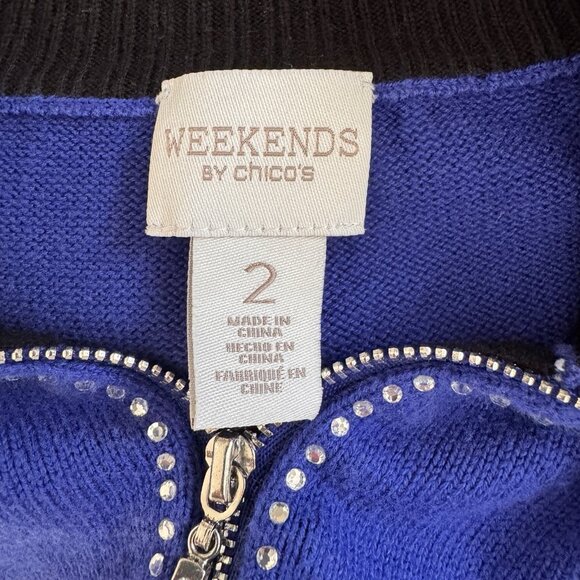 WEEKENDS
BY chico's
2
MADE IN
CHINA
HECHO EN
CHINA
FABRIQUÉ EN
CHINE